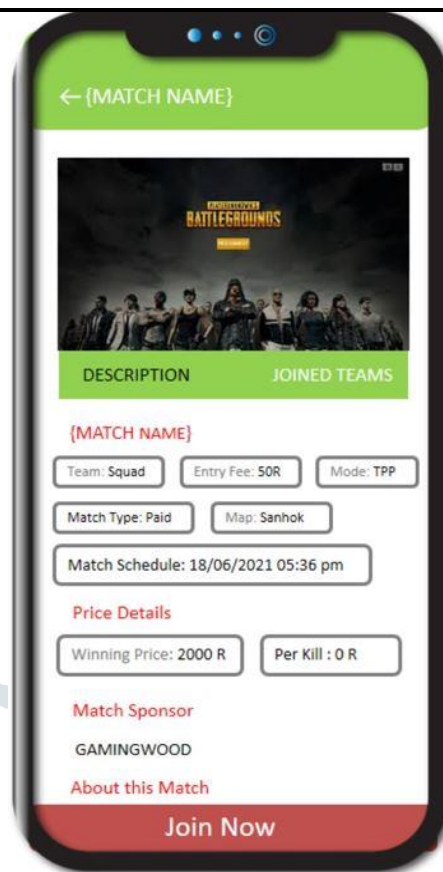 ← {MATCH NAME}
BATTLEGROUNDS
DESCRIPTION JOINED TEAMS
{MATCH NAME}
Team: Squad Entry Fee: 50R Mode: TPP
Match Type: Paid Map: Sanhok
Match Schedule: 18/06/2021 05:36 pm
Price Details
Winning Price: 2000 R Per Kill : 0 R
Match Sponsor
GAMINGWOOD
About this Match
Join Now